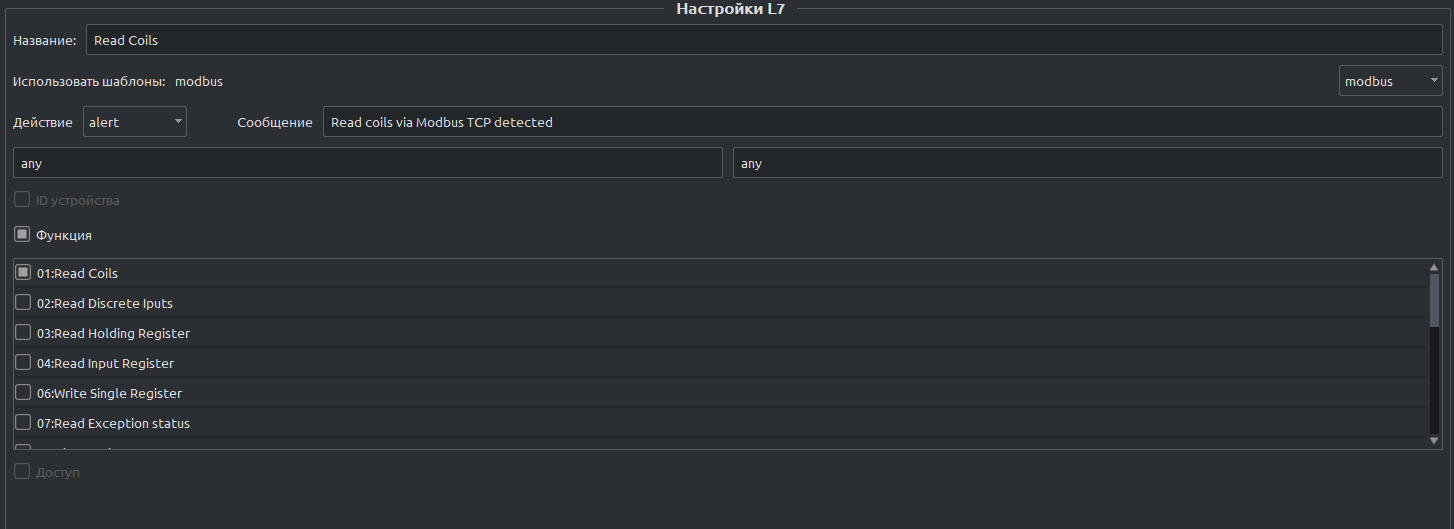 Настройки L7
Название: Read Coils
Использовать шаблоны: modbus modbus
Действие alert Сообщение Read coils via Modbus TCP detected
any any
ID устройства
Функция
01:Read Coils
02:Read Discrete Iputs
03:Read Holding Register
04:Read Input Register
06:Write Single Register
07:Read Exception status
Доступ